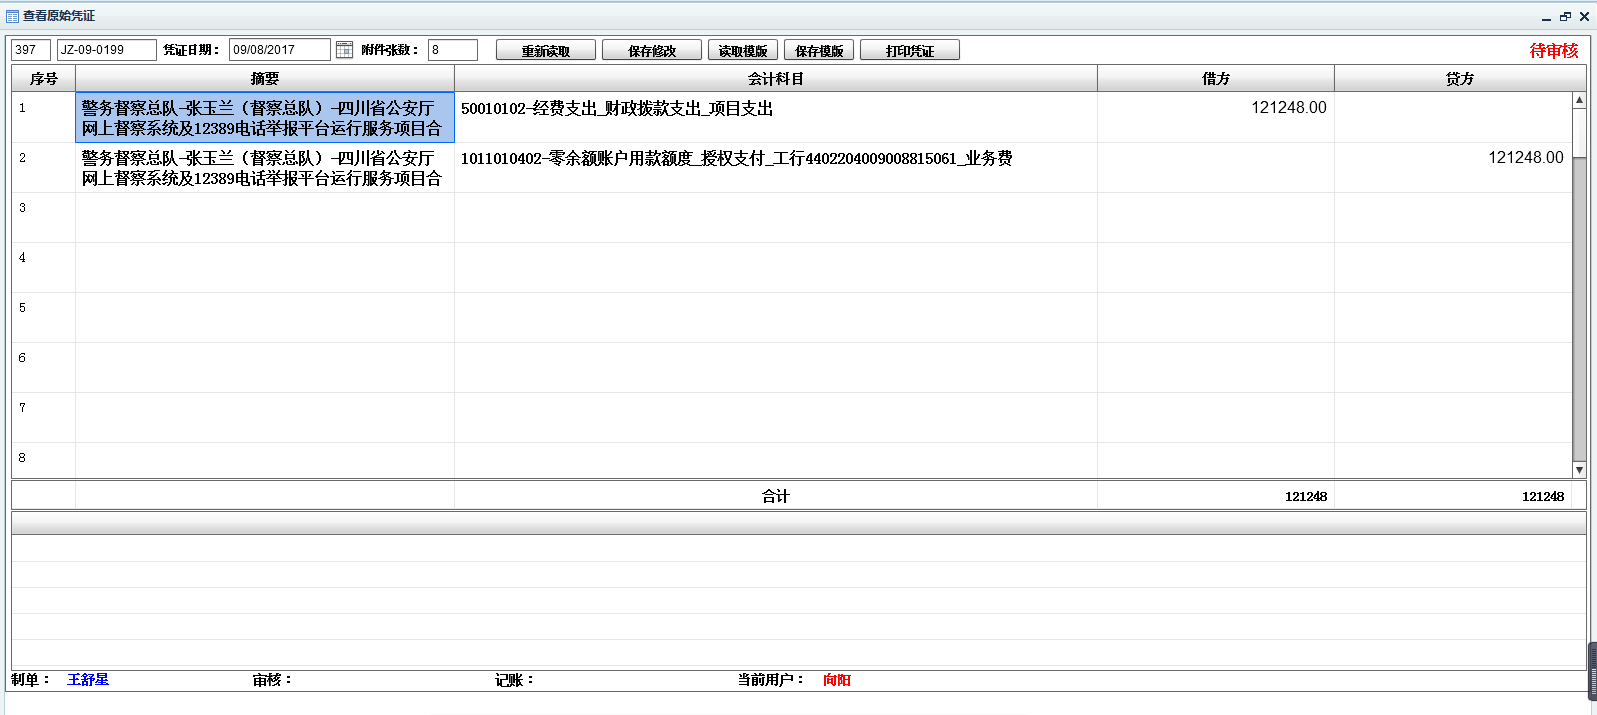 查看原始凭证
397 JZ-09-0199 凭证日期： 09/08/2017 附件张数： 8 重新读取 保存修改 读取模版 保存模版 打印凭证 待审核
序号 摘要 会计科目 借方 贷方
1 警务督察总队-张玉兰（督察总队）-四川省公安厅 50010102-经费支出_财政拨款支出_项目支出 121248.00
网上督察系统及12389电话举报平台运行服务项目合
2 警务督察总队-张玉兰（督察总队）-四川省公安厅 1011010402-零余额账户用款额度_授权支付_工行4402204009008815061_业务费 121248.00
网上督察系统及12389电话举报平台运行服务项目合
3
4
5
6
7
8
合计 121248 121248
制单： 王舒星 审核： 记账： 当前用户： 向阳